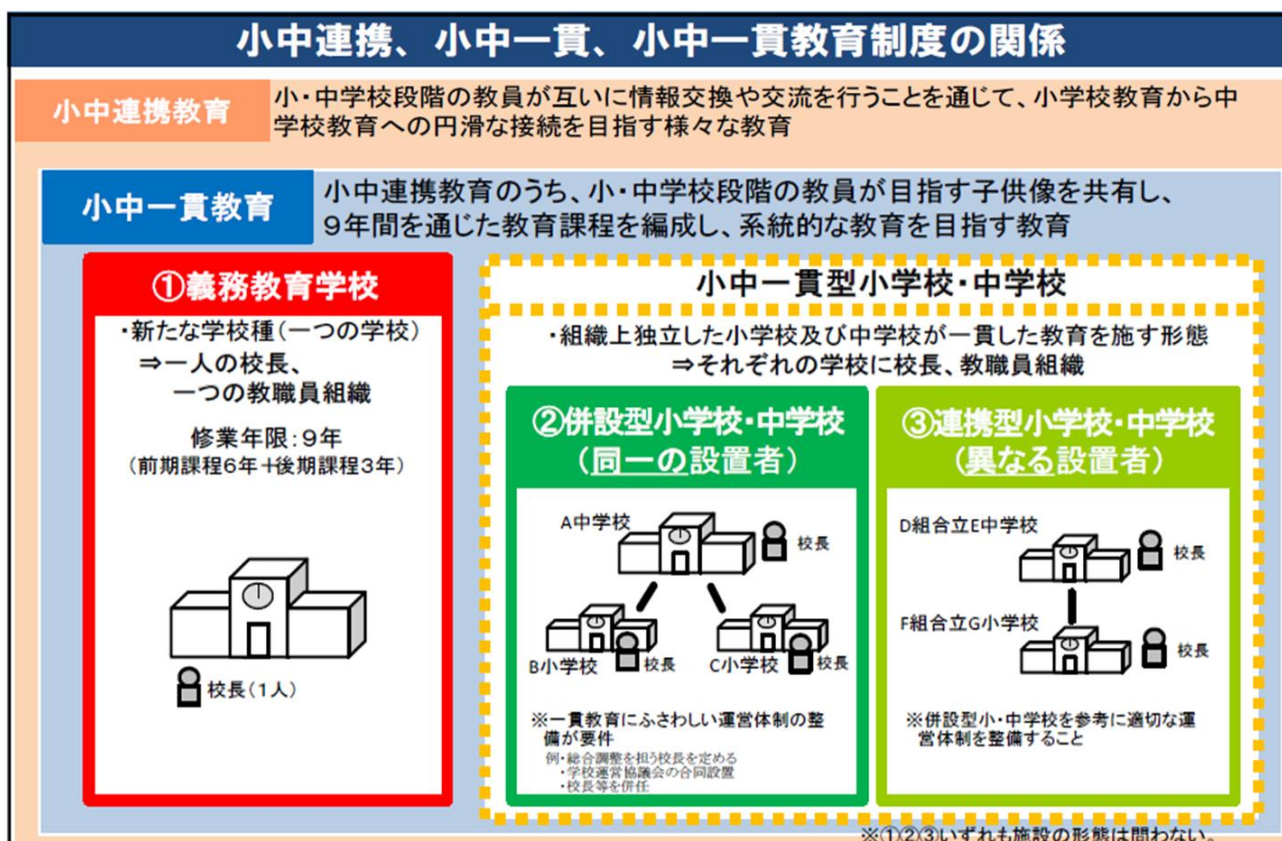 小中連携、小中一貫、小中一貫教育制度の関係
小中連携教育
小・中学校段階の教員が互いに情報交換や交流を行うことを通じて、小学校教育から中
学校教育への円滑な接続を目指す様々な教育
小中一貫教育
小中連携教育のうち、小・中学校段階の教員が目指す子供像を共有し、
９年間を通じた教育課程を編成し、系統的な教育を目指す教育
①義務教育学校
・新たな学校種(一つの学校)
⇒一人の校長、
一つの教職員組織
修業年限：９年
(前期課程６年＋後期課程３年)
校長(１人)
小中一貫型小学校・中学校
・組織上独立した小学校及び中学校が一貫した教育を施す形態
⇒それぞれの学校に校長、教職員組織
②併設型小学校・中学校
(同一の設置者)
A中学校
校長
B小学校
校長
C小学校
校長
※一貫教育にふさわしい運営体制の整
備が要件
例・総合調整を担う校長を定める
・学校運営協議会の合同設置
・校長等を併任
③連携型小学校・中学校
(異なる設置者)
D組合立E中学校
校長
F組合立G小学校
校長
※併設型小・中学校を参考に適切な運
営体制を整備すること
※①②③いずれも施設の形態は問わない。